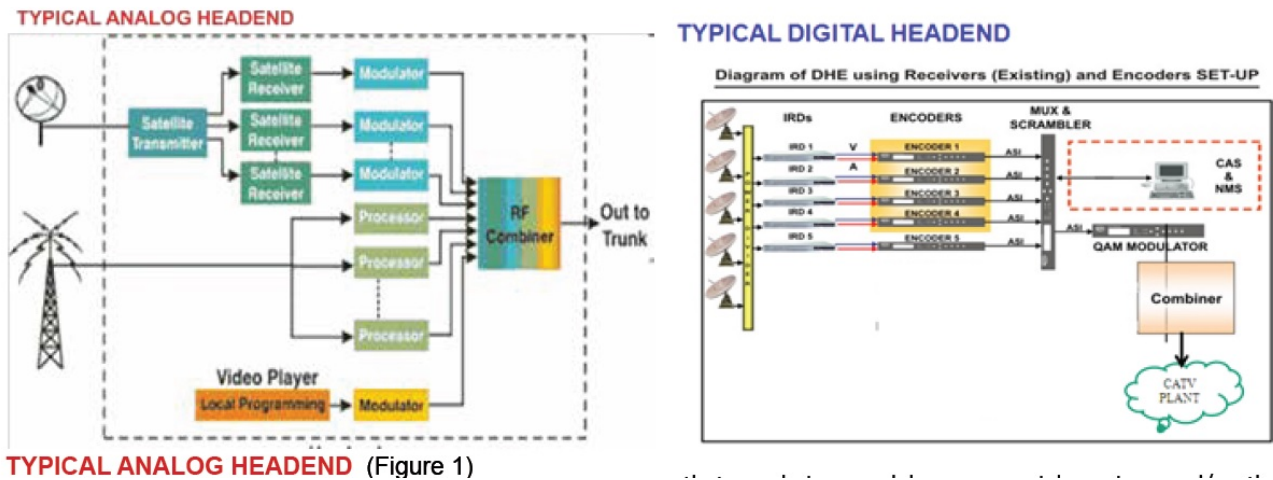 TYPICAL ANALOG HEADEND
Satellite
Receiver
Modulator
Satellite
Transmitter
Satellite
Receiver
Modulator
Satellite
Receiver
Modulator
Processor
RF
Combiner
Out to
Trunk
Processor
Processor
Video Player
Local Programming
Modulator
TYPICAL ANALOG HEADEND (Figure 1)
TYPICAL DIGITAL HEADEND
Diagram of DHE using Receivers (Existing) and Encoders SET-UP
IRDs
ENCODERS
MUX &
SCRAMBLER
POWER DIVIDER
IRD 1
V
ENCODER 1
ASI
IRD 2
A
ENCODER 2
ASI
IRD 3
ENCODER 3
ASI
IRD 4
ENCODER 4
ASI
IRD 5
ENCODER 5
ASI
CAS
&
NMS
ASI
QAM MODULATOR
Combiner
CATV
PLANT